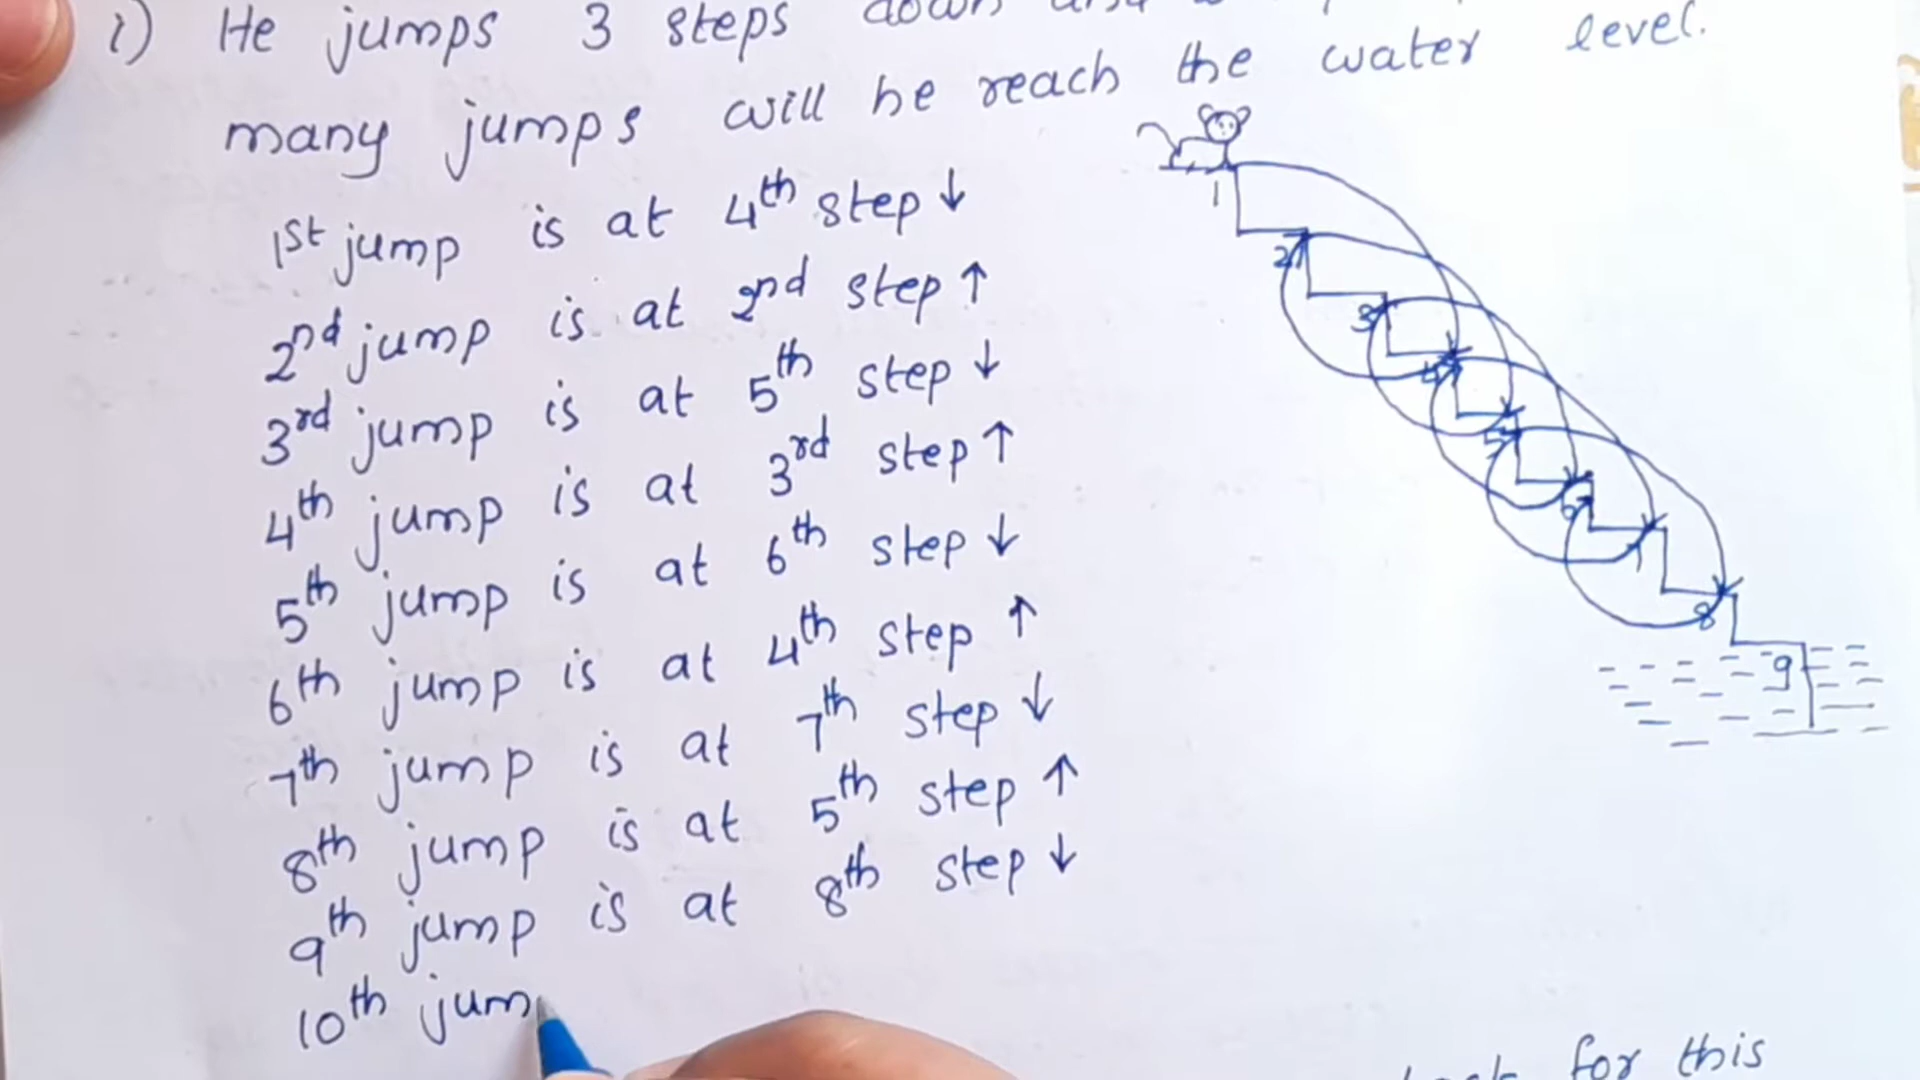 i) He jumps 3 steps down and
many jumps will he reach the water level.
1st jump is at 4th step ↓
2nd jump is at 2nd step ↑
3rd jump is at 5th step ↓
4th jump is at 3rd step ↑
5th jump is at 6th step ↓
6th jump is at 4th step ↑
7th jump is at 7th step ↓
8th jump is at 5th step ↑
9th jump is at 8th step ↓
10th jum
1
2
3
4
5
6
7
8
9
for this